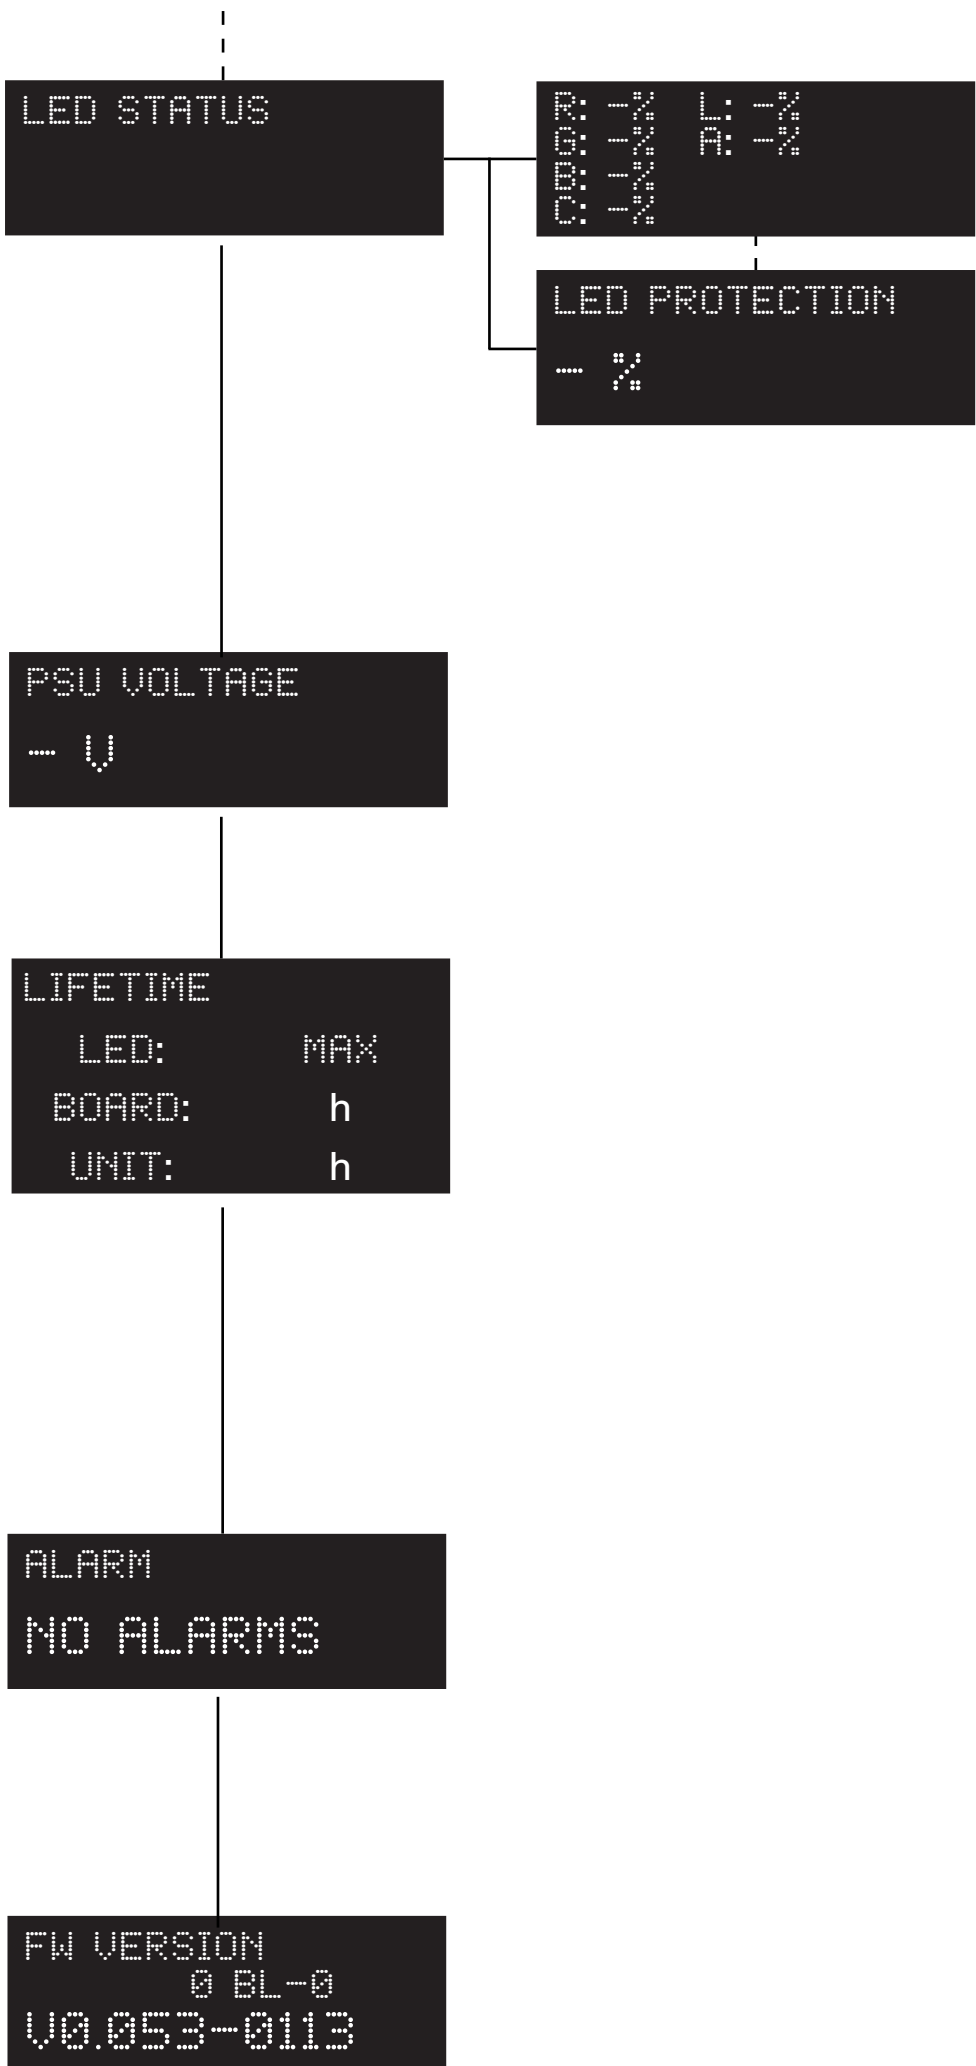 LED STATUS
R: -% L: -%
G: -% A: -%
B: -%
C: -%
LED PROTECTION
- %
PSU VOLTAGE
- V
LIFETIME
LED: MAX
BOARD: h
UNIT: h
ALARM
NO ALARMS
FW VERSION
0 BL-0
V0.053-0113